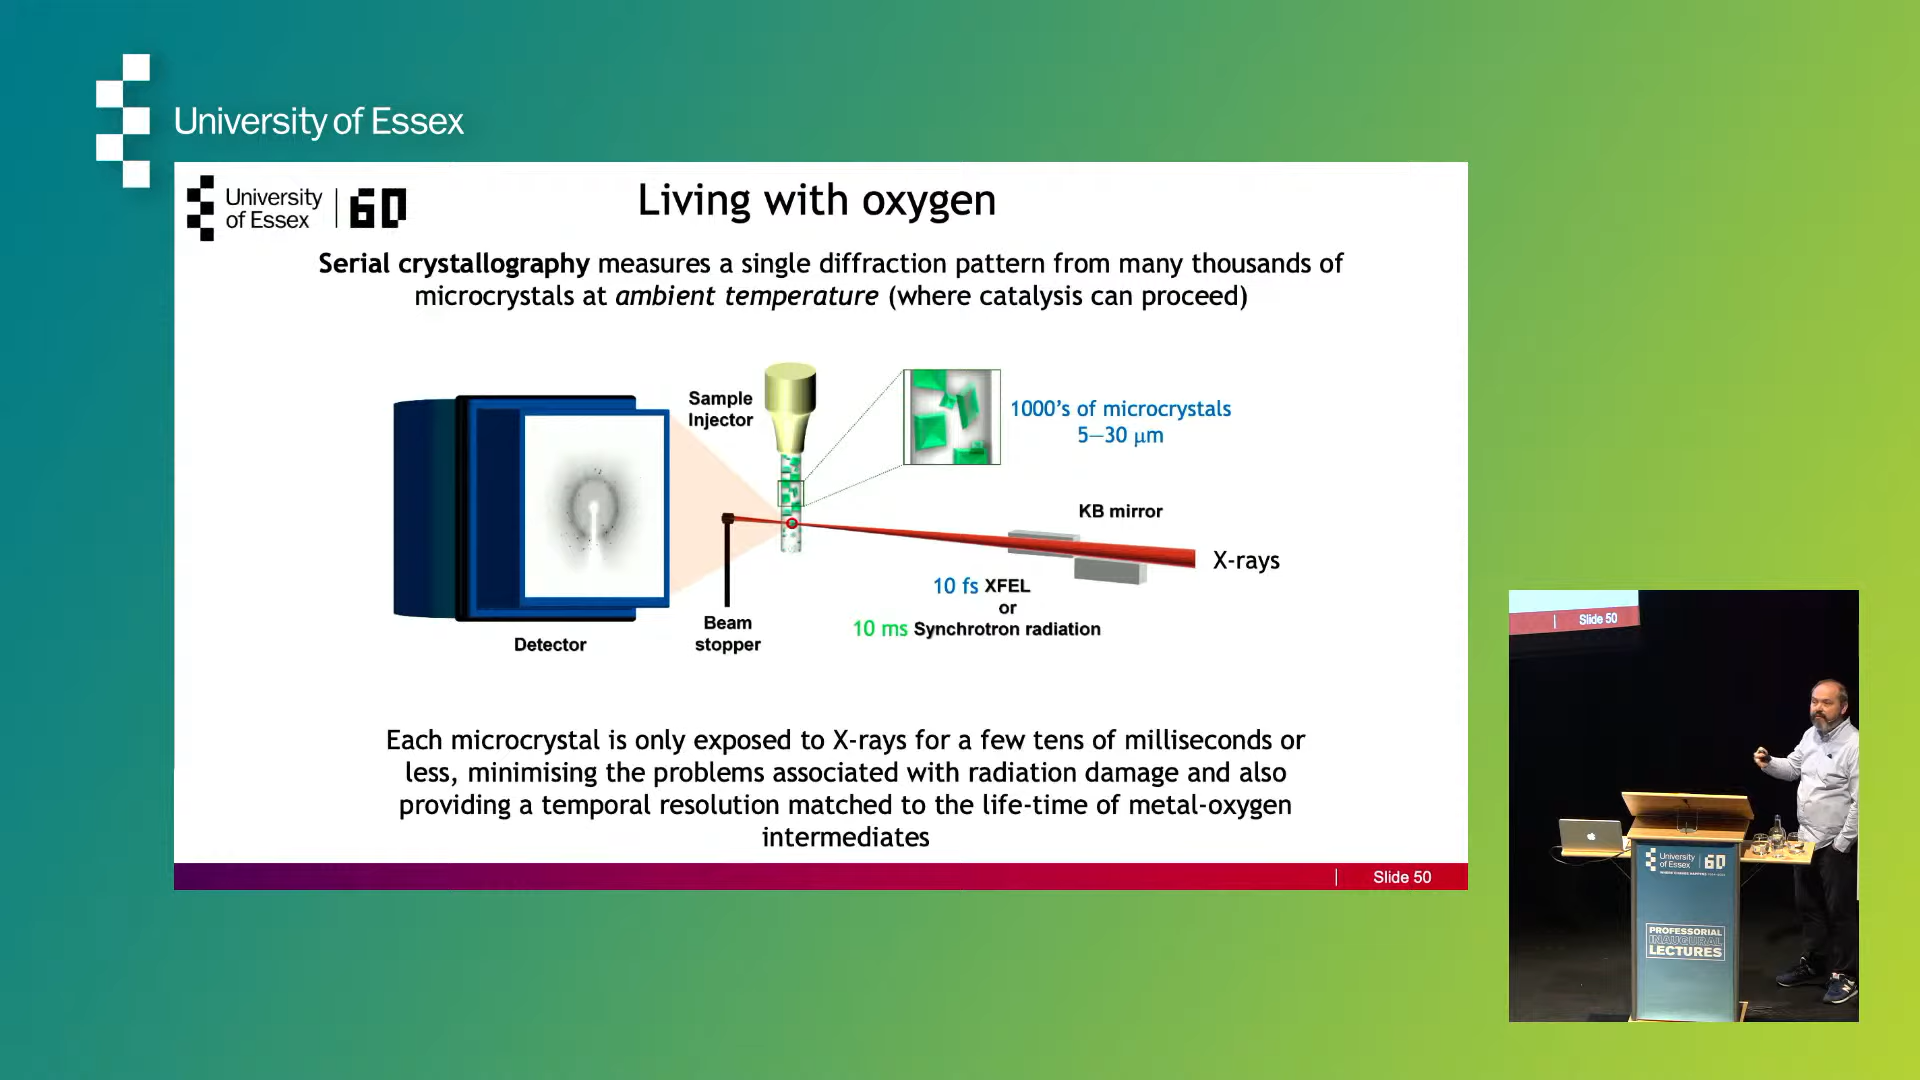 University of Essex
University
of Essex
60
Living with oxygen
Serial crystallography measures a single diffraction pattern from many thousands of
microcrystals at ambient temperature (where catalysis can proceed)
Sample
Injector
1000's of microcrystals
5–30 μm
KB mirror
X-rays
10 fs XFEL
or
10 ms Synchrotron radiation
Beam
stopper
Detector
Each microcrystal is only exposed to X-rays for a few tens of milliseconds or
less, minimising the problems associated with radiation damage and also
providing a temporal resolution matched to the life-time of metal-oxygen
intermediates
Slide 50
Slide 50
University
of Essex
60
PROFESSORIAL
INAUGURAL
LECTURES